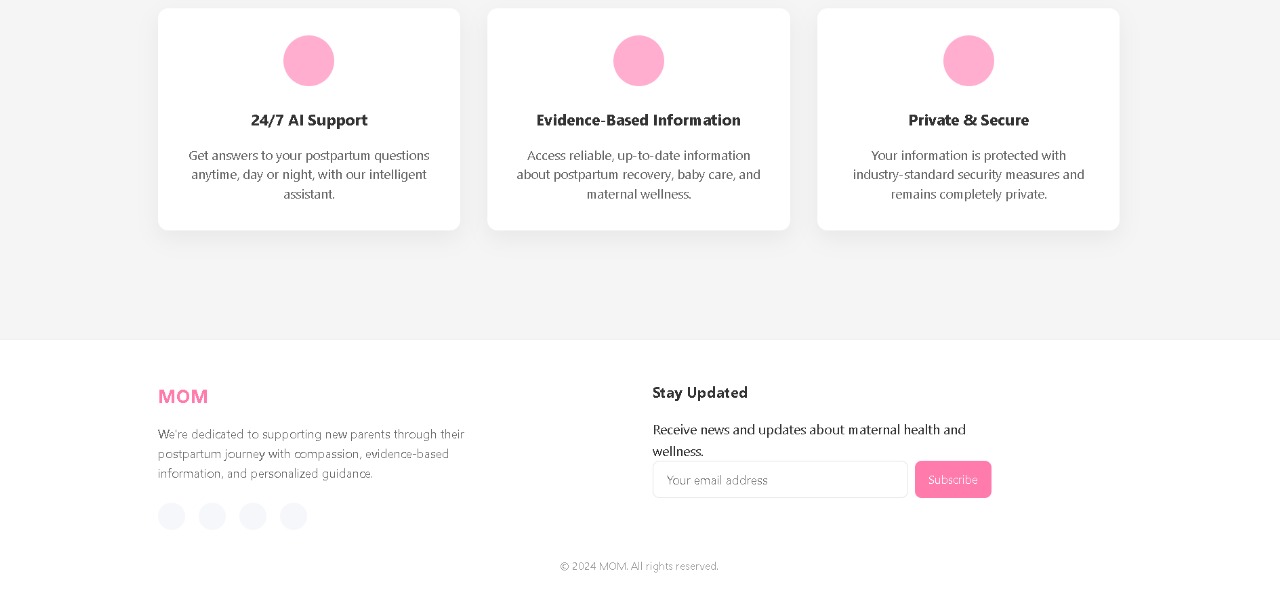 24/7 AI Support
Get answers to your postpartum questions
anytime, day or night, with our intelligent
assistant.
Evidence-Based Information
Access reliable, up-to-date information
about postpartum recovery, baby care, and
maternal wellness.
Private & Secure
Your information is protected with
industry-standard security measures and
remains completely private.
MOM
We're dedicated to supporting new parents through their
postpartum journey with compassion, evidence-based
information, and personalized guidance.
Stay Updated
Receive news and updates about maternal health and
wellness.
Your email address
Subscribe
© 2024 MOM. All rights reserved.